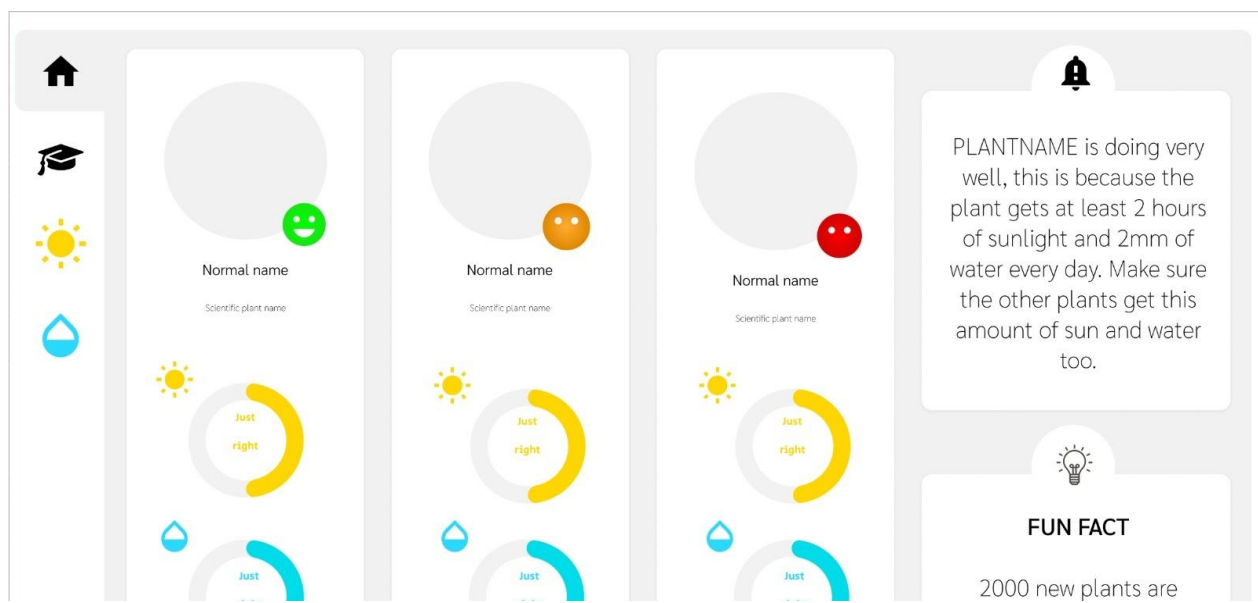 Normal name
Scientific plant name
Just
right
Just
Normal name
Scientific plant name
Just
right
Just
Normal name
Scientific plant name
Just
right
Just
PLANTNAME is doing very
well, this is because the
plant gets at least 2 hours
of sunlight and 2mm of
water every day. Make sure
the other plants get this
amount of sun and water
too.
FUN FACT
2000 new plants are